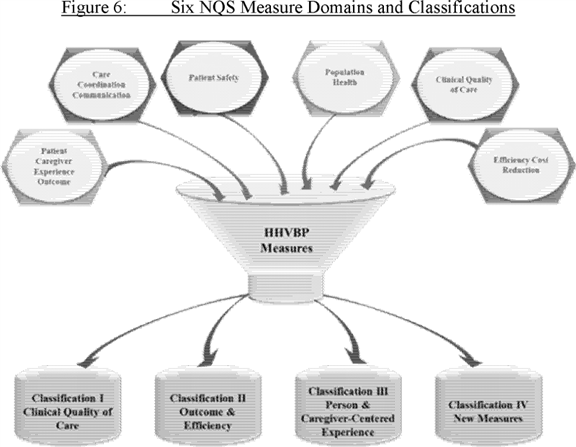 Figure 6: Six NQS Measure Domains and Classifications
Care
Coordination
Communication
Patient Safety
Population
Health
Clinical Quality
of Care
Patient
Caregiver
Experience
Outcome
Efficiency Cost
Reduction
HHVBP
Measures
Classification I
Clinical Quality of
Care
Classification II
Outcome &
Efficiency
Classification III
Person &
Caregiver-Centered
Experience
Classification IV
New Measures